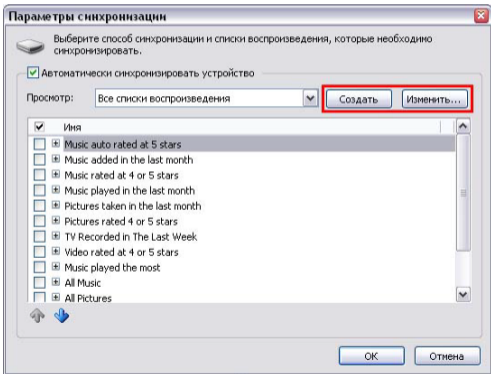 Параметры синхронизации
Выберите способ синхронизации и списки воспроизведения, которые необходимо
синхронизировать.
Автоматически синхронизировать устройство
Просмотр: Все списки воспроизведения Создать Изменить...
Имя
Music auto rated at 5 stars
Music added in the last month
Music rated at 4 or 5 stars
Music played in the last month
Pictures taken in the last month
Pictures rated 4 or 5 stars
TV Recorded in The Last Week
Video rated at 4 or 5 stars
Music played the most
All Music
All Pictures
OK Отмена